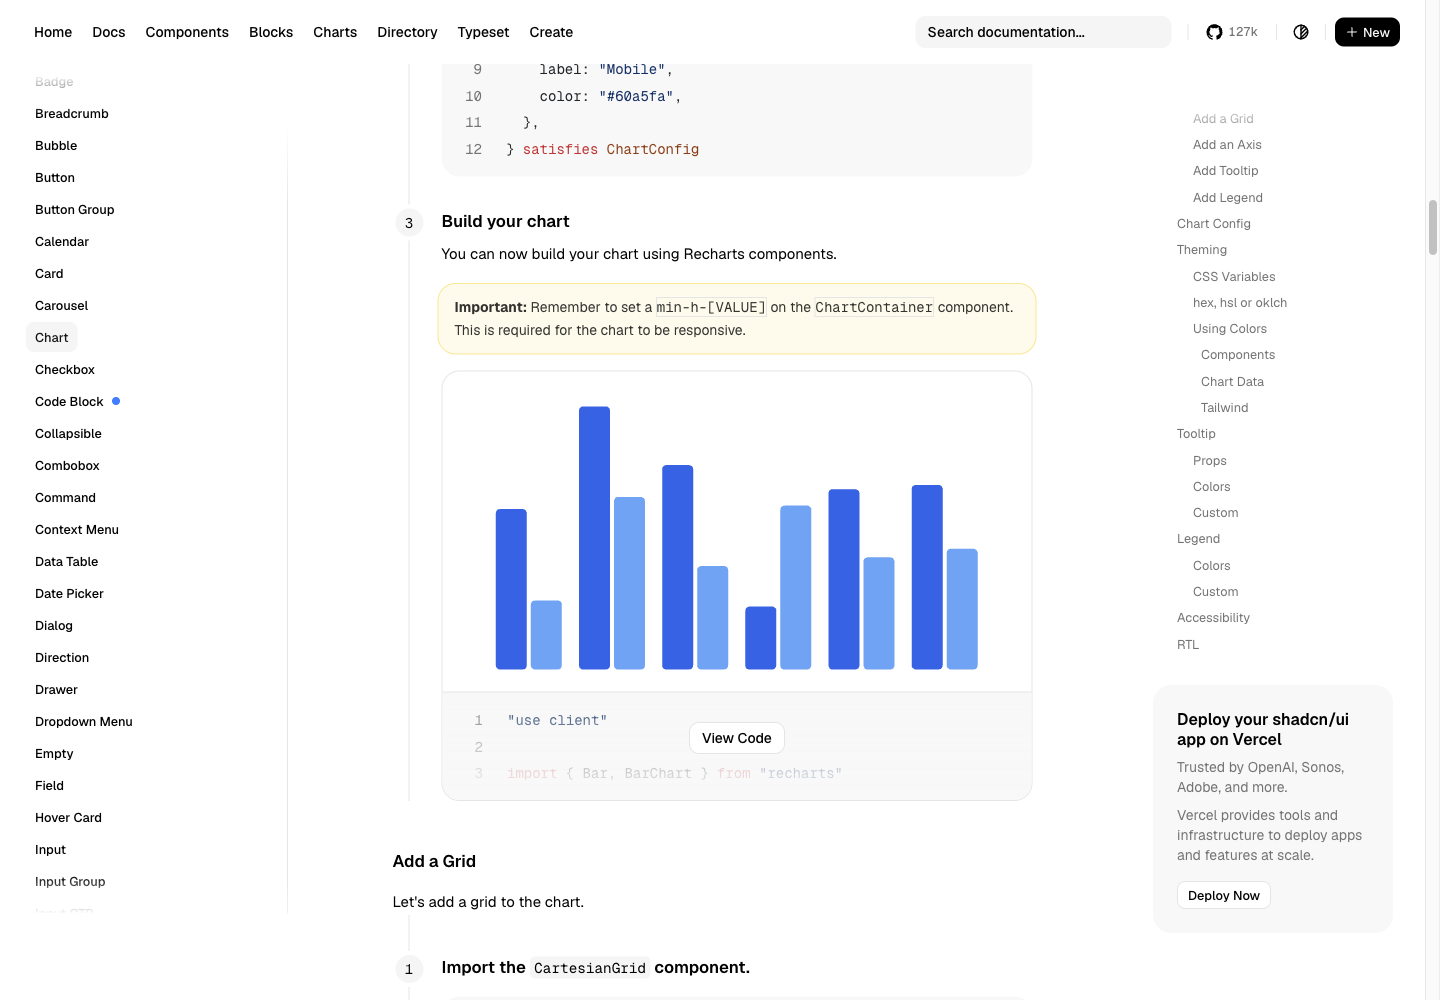 Home Docs Components Blocks Charts Directory Typeset Create
Search documentation...
127k
New
Badge
Breadcrumb
Bubble
Button
Button Group
Calendar
Card
Carousel
Chart
Checkbox
Code Block
Collapsible
Combobox
Command
Context Menu
Data Table
Date Picker
Dialog
Direction
Drawer
Dropdown Menu
Empty
Field
Hover Card
Input
Input Group
Input OTP
9 label: "Mobile",
10 color: "#60a5fa",
11 },
12 } satisfies ChartConfig
3 Build your chart
You can now build your chart using Recharts components.
Important: Remember to set a min-h-[VALUE] on the ChartContainer component.
This is required for the chart to be responsive.
1 "use client"
2
View Code
3 import { Bar, BarChart } from "recharts"
Add a Grid
Let's add a grid to the chart.
1 Import the CartesianGrid component.
Add a Grid
Add an Axis
Add Tooltip
Add Legend
Chart Config
Theming
CSS Variables
hex, hsl or oklch
Using Colors
Components
Chart Data
Tailwind
Tooltip
Props
Colors
Custom
Legend
Colors
Custom
Accessibility
RTL
Deploy your shadcn/ui
app on Vercel
Trusted by OpenAI, Sonos,
Adobe, and more.
Vercel provides tools and
infrastructure to deploy apps
and features at scale.
Deploy Now